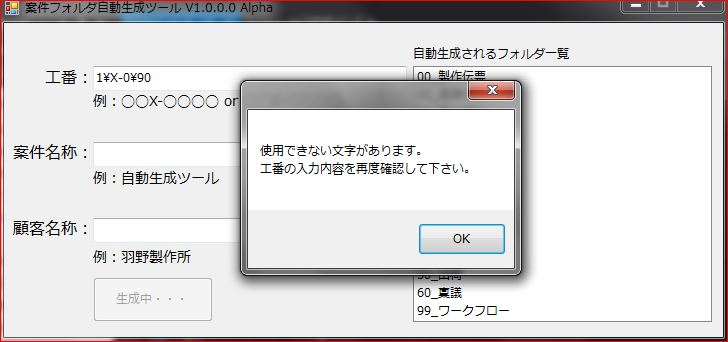 案件フォルダ自動生成ツール V1.0.0.0 Alpha
自動生成されるフォルダ一覧
工番：
1¥X-0¥90
例：〇〇X-〇〇〇〇 or
00_製作伝票
案件名称：
例：自動生成ツール
使用できない文字があります。
工番の入力内容を再度確認して下さい。
OK
顧客名称：
例：羽野製作所
生成中・・・
60_稟議
99_ワークフロー